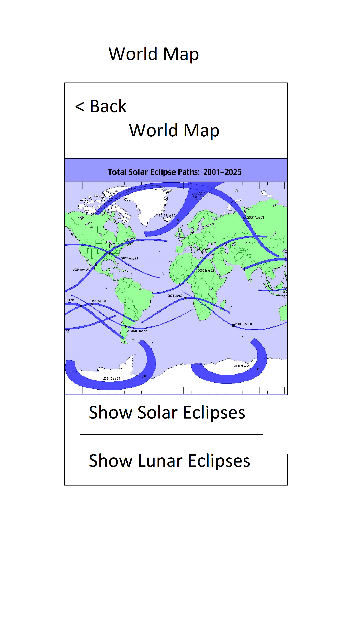 World Map
< Back
World Map
Total Solar Eclipse Paths: 2001–2025
Show Solar Eclipses
Show Lunar Eclipses